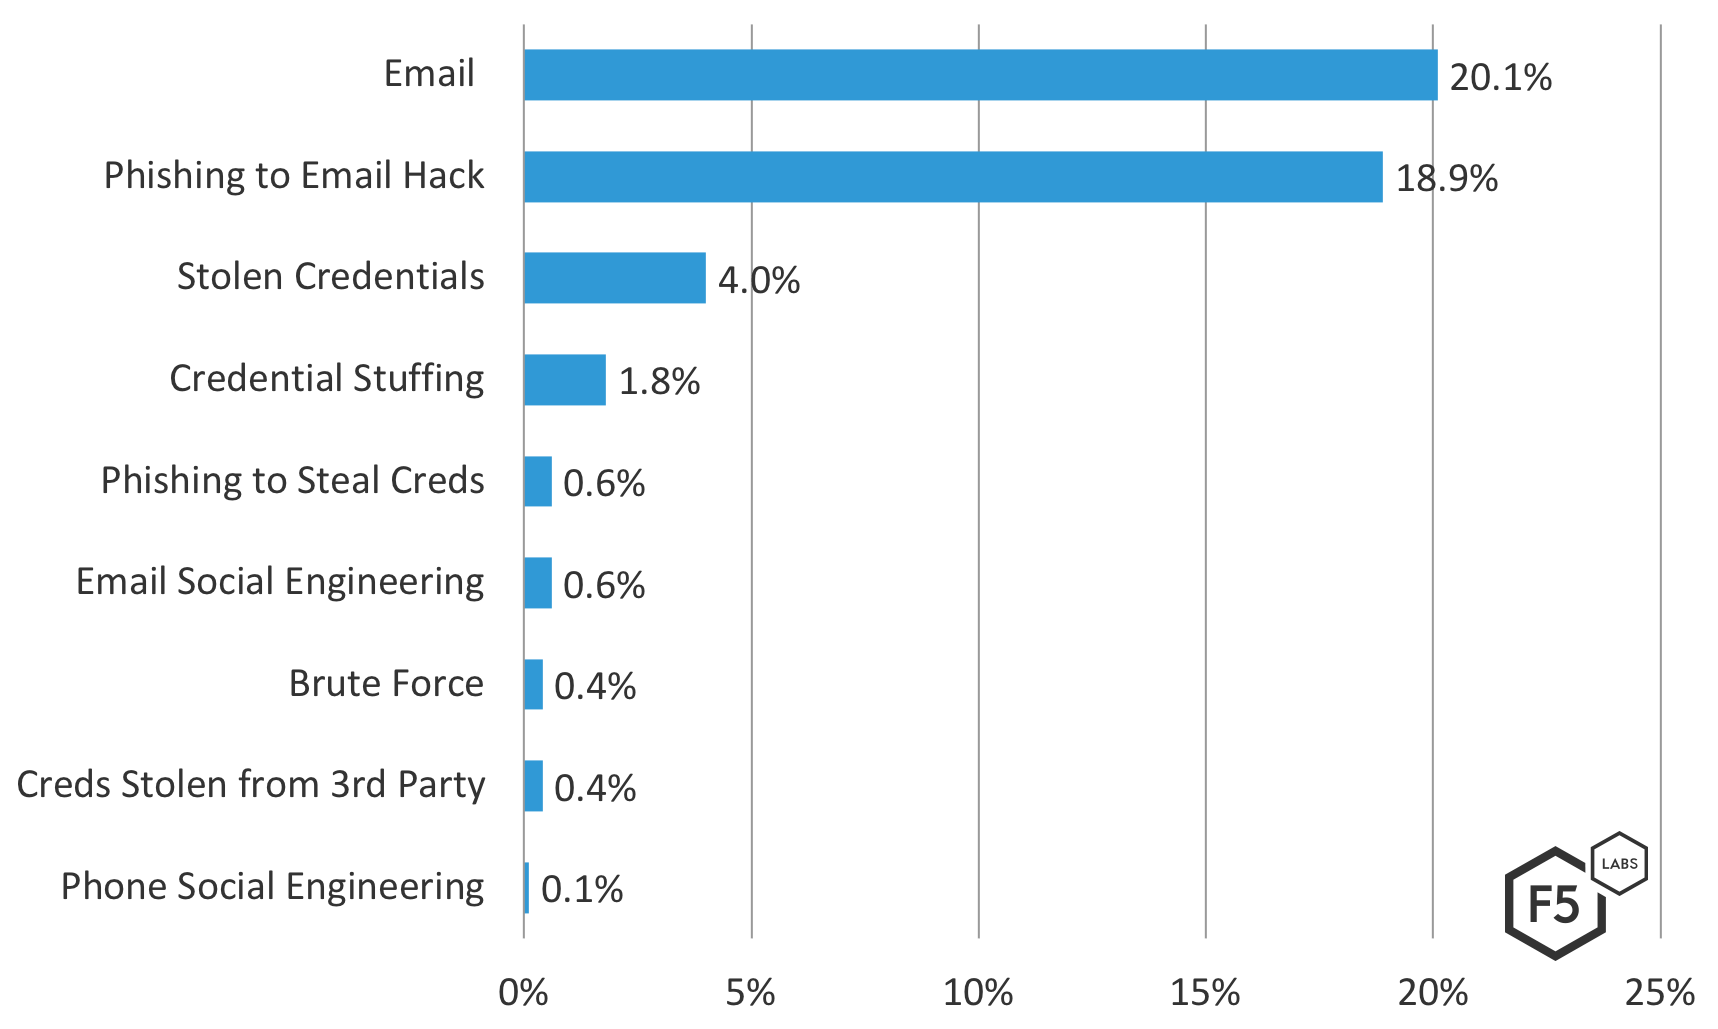 Email 20.1%
Phishing to Email Hack 18.9%
Stolen Credentials 4.0%
Credential Stuffing 1.8%
Phishing to Steal Creds 0.6%
Email Social Engineering 0.6%
Brute Force 0.4%
Creds Stolen from 3rd Party 0.4%
Phone Social Engineering 0.1%
LABS
F5
0% 5% 10% 15% 20% 25%